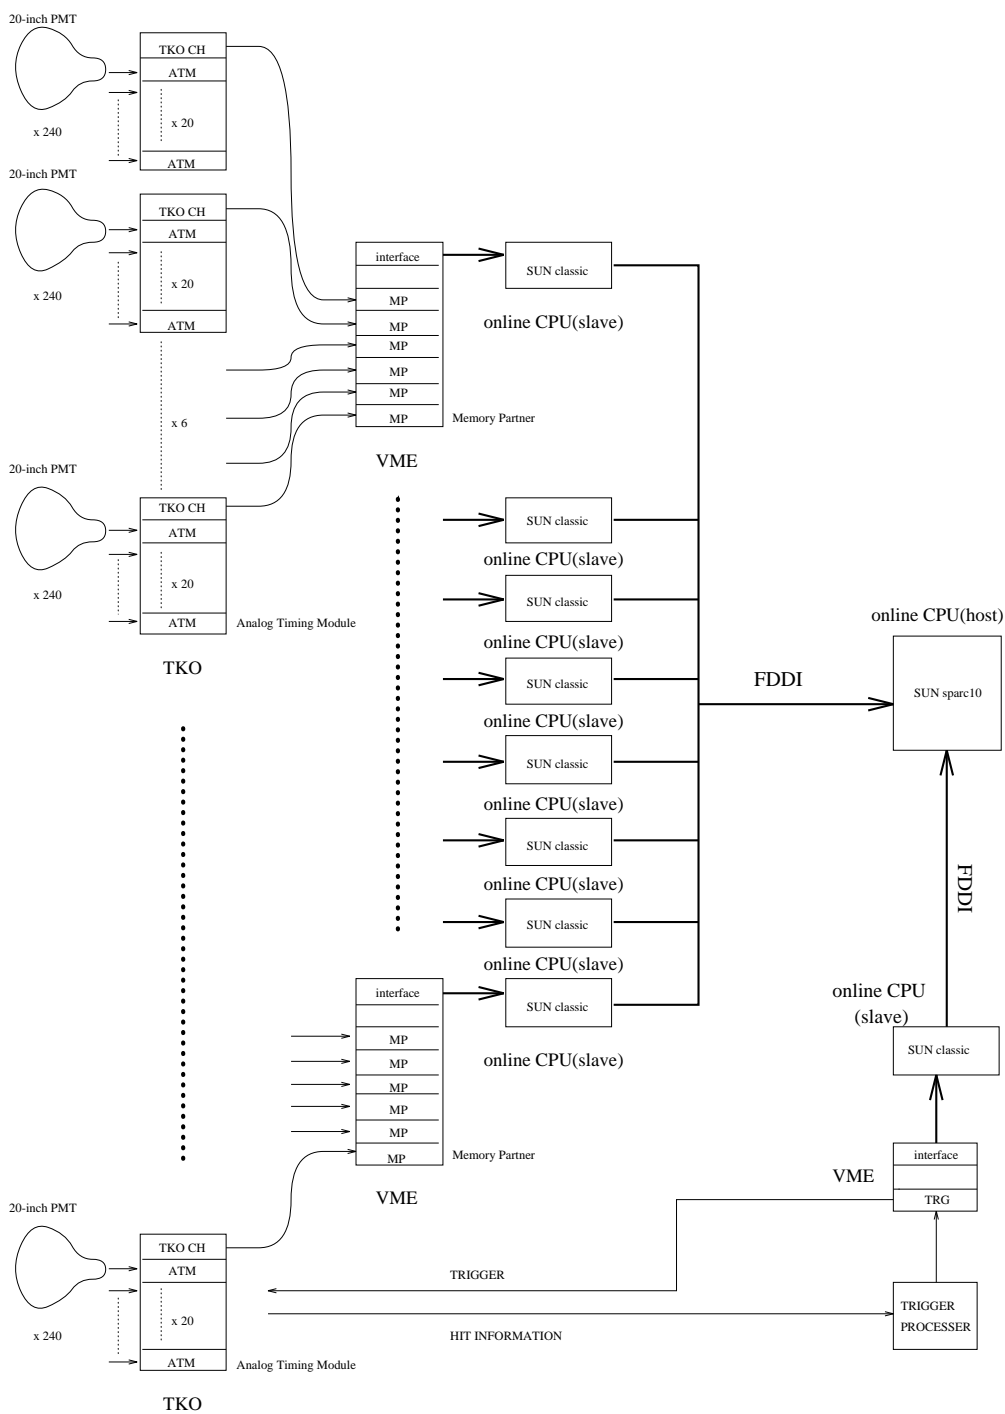 20-inch PMT
TKO CH
ATM
x 20
x 240
ATM
20-inch PMT
TKO CH
ATM
x 20
x 240
ATM
interface
MP
MP
MP
MP
MP
MP
SUN classic
online CPU(slave)
x 6
Memory Partner
VME
20-inch PMT
TKO CH
ATM
x 20
x 240
ATM
Analog Timing Module
TKO
SUN classic
online CPU(slave)
SUN classic
online CPU(slave)
SUN classic
online CPU(slave)
SUN classic
online CPU(slave)
SUN classic
online CPU(slave)
SUN classic
online CPU(slave)
FDDI
online CPU(host)
SUN sparc10
FDDI
interface
MP
MP
MP
MP
MP
MP
SUN classic
online CPU(slave)
Memory Partner
VME
online CPU
(slave)
SUN classic
interface
VME
TRG
20-inch PMT
TKO CH
ATM
x 20
x 240
ATM
Analog Timing Module
TKO
TRIGGER
HIT INFORMATION
TRIGGER
PROCESSER